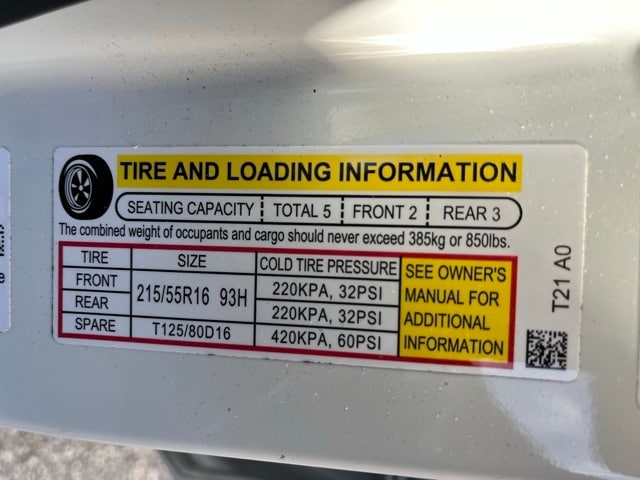 TIRE AND LOADING INFORMATION
SEATING CAPACITY TOTAL 5 FRONT 2 REAR 3
The combined weight of occupants and cargo should never exceed 385kg or 850lbs.
TIRE SIZE COLD TIRE PRESSURE
FRONT 215/55R16 93H 220KPA, 32PSI
REAR 220KPA, 32PSI
SPARE T125/80D16 420KPA, 60PSI
SEE OWNER'S
MANUAL FOR
ADDITIONAL
INFORMATION
T21 A0